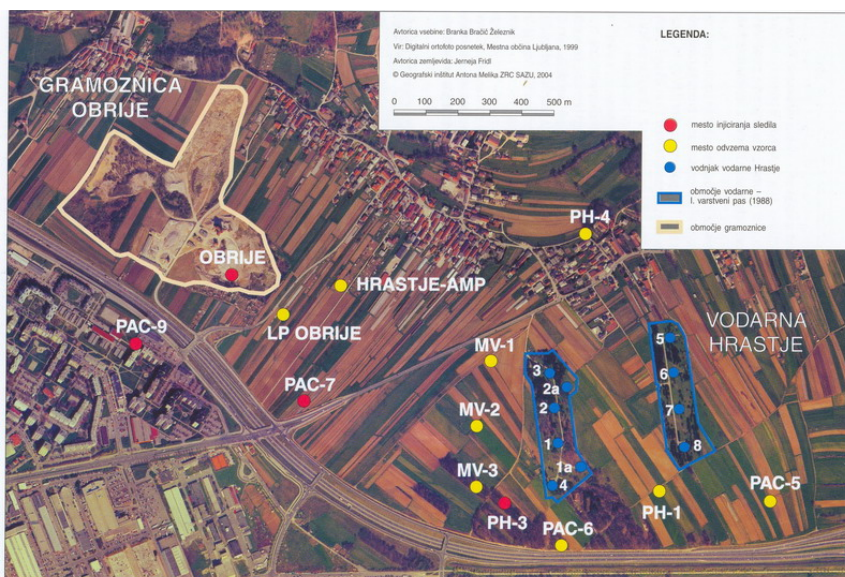 Avtorica vsebine: Branka Bračič Železnik
Vir: Digitalni ortofoto posnetek, Mestna občina Ljubljana, 1999
Avtorica zemljevida: Jerneja Fridl
© Geografski inštitut Antona Melika ZRC SAZU, 2004
0 100 200 300 400 500 m
LEGENDA:
mesto injiciranja sledila
mesto odvzema vzorca
vodnjak vodarne Hrastje
območje vodarne –
I. varstveni pas (1988)
območje gramoznice
GRAMOZNICA
OBRIJE
PH-4
OBRIJE
HRASTJE-AMP
LP OBRIJE
PAC-9
VODARNA
HRASTJE
PAC-7
MV-1
3
2a
2
1
1a
4
5
6
7
8
MV-2
MV-3
PH-3
PAC-6
PH-1
PAC-5